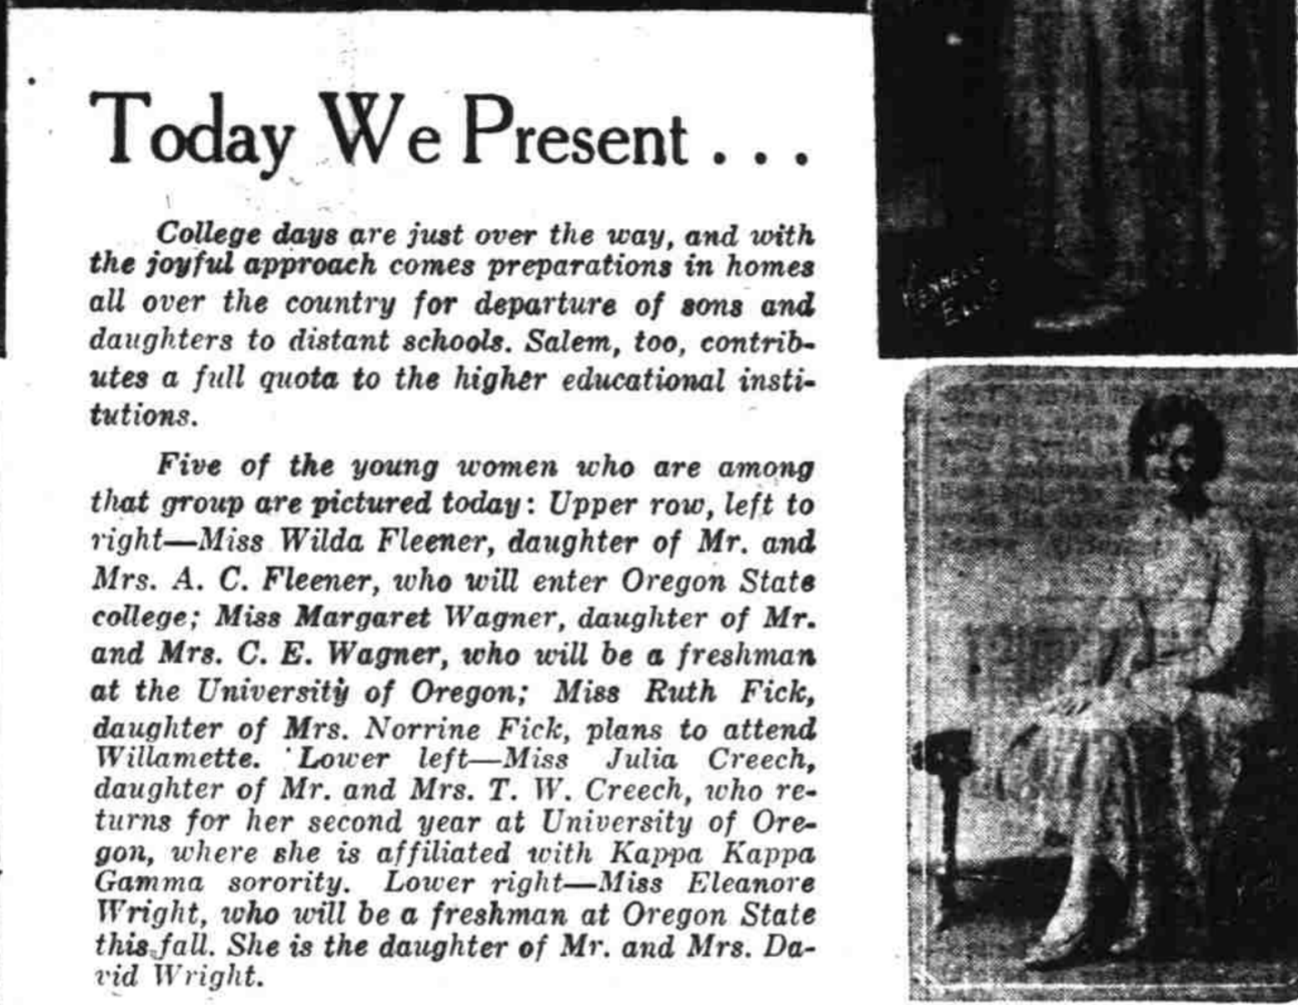 Today We Present . . .
College days are just over the way, and with
the joyful approach comes preparations in homes
all over the country for departure of sons and
daughters to distant schools. Salem, too, contrib-
utes a full quota to the higher educational insti-
tutions.
Five of the young women who are among
that group are pictured today: Upper row, left to
right—Miss Wilda Fleener, daughter of Mr. and
Mrs. A. C. Fleener, who will enter Oregon State
college; Miss Margaret Wagner, daughter of Mr.
and Mrs. C. E. Wagner, who will be a freshman
at the University of Oregon; Miss Ruth Fick,
daughter of Mrs. Norrine Fick, plans to attend
Willamette. Lower left—Miss Julia Creech,
daughter of Mr. and Mrs. T. W. Creech, who re-
turns for her second year at University of Ore-
gon, where she is affiliated with Kappa Kappa
Gamma sorority. Lower right—Miss Eleanore
Wright, who will be a freshman at Oregon State
this fall. She is the daughter of Mr. and Mrs. Da-
vid Wright.
Ellis